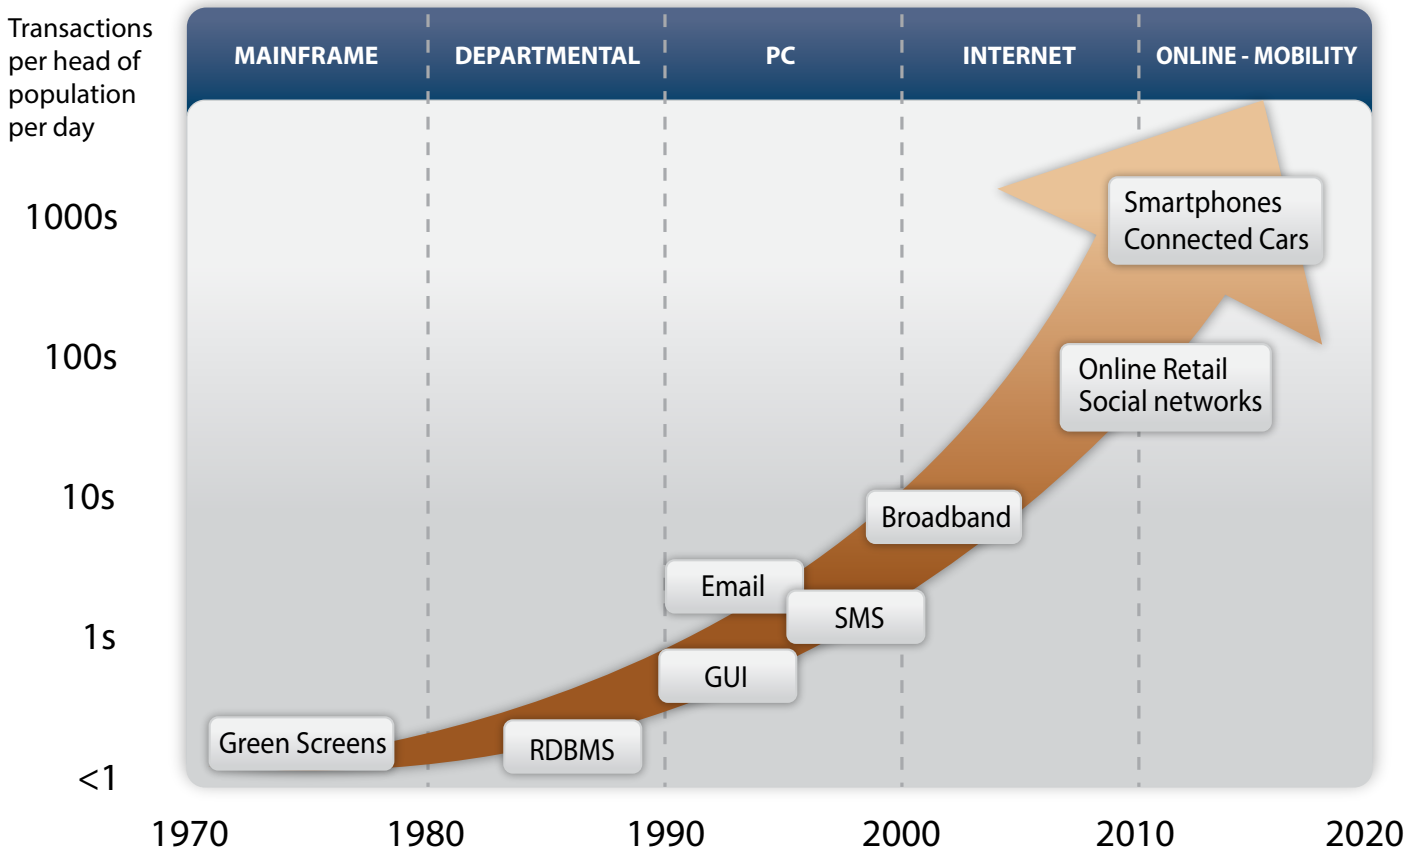 Transactions
per head of
population
per day
MAINFRAME
DEPARTMENTAL
PC
INTERNET
ONLINE - MOBILITY
1000s
100s
10s
1s
<1
Smartphones
Connected Cars
Online Retail
Social networks
Broadband
Email
SMS
GUI
Green Screens
RDBMS
1970
1980
1990
2000
2010
2020